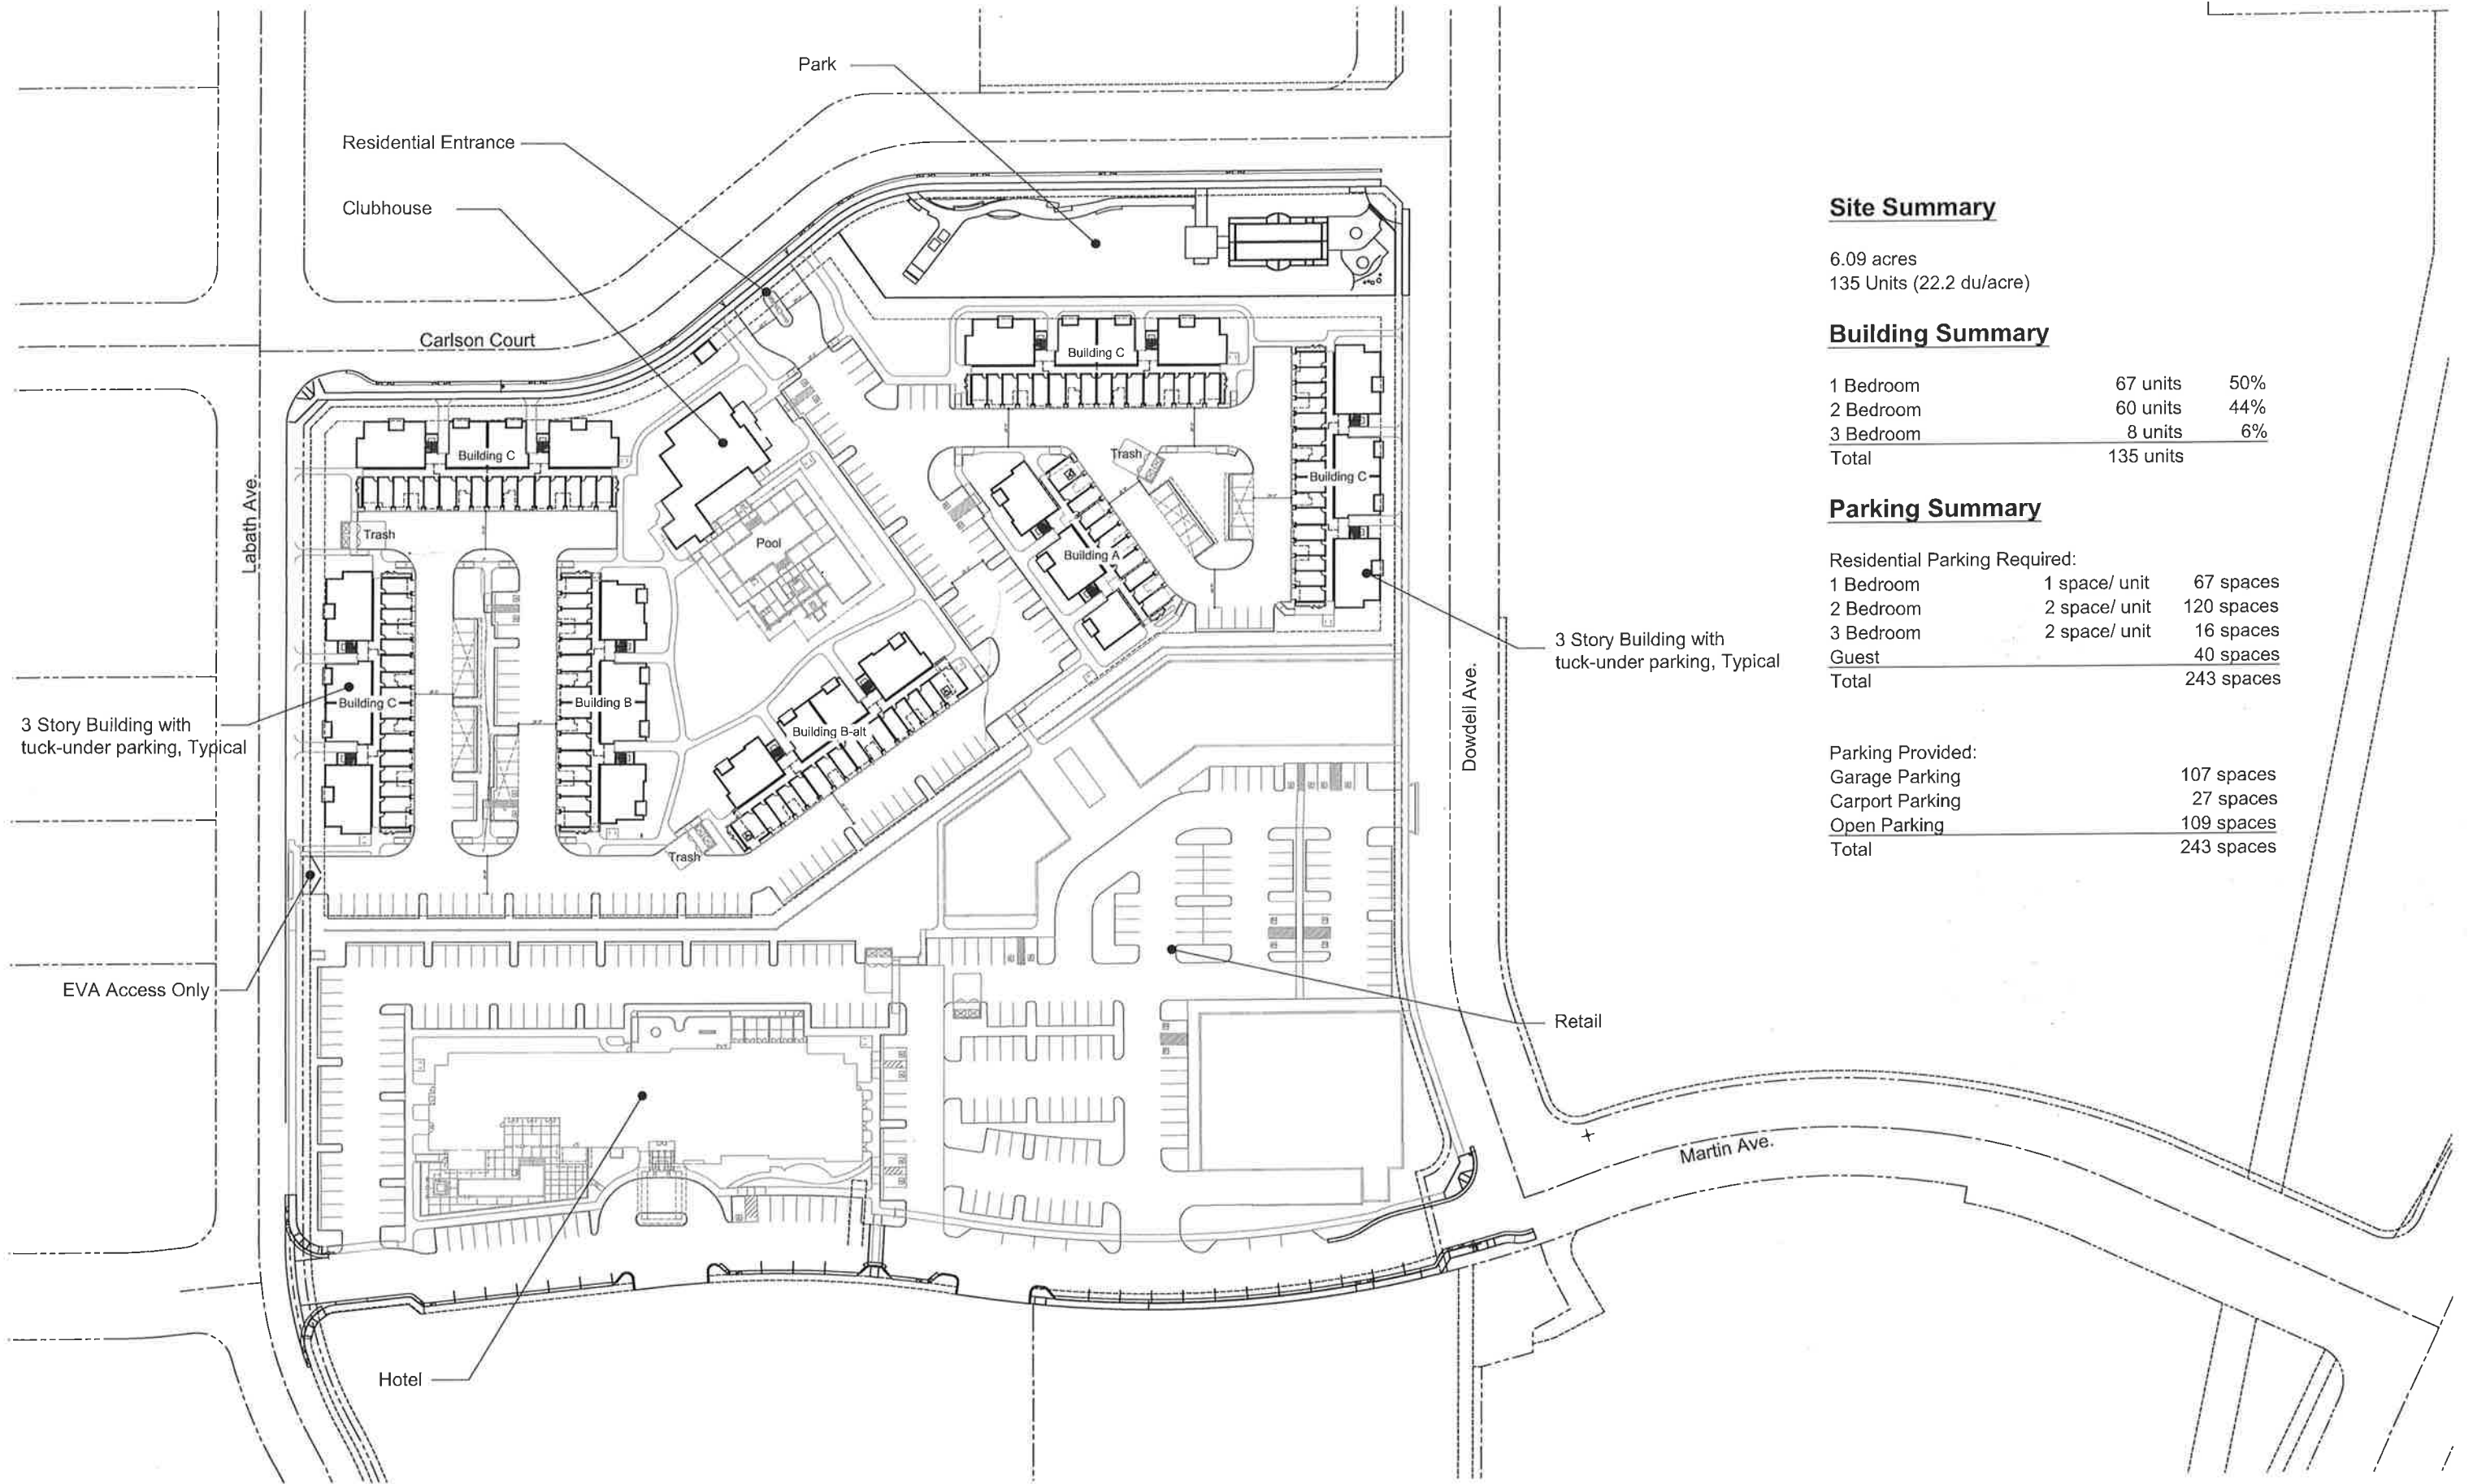 Park
Residential Entrance
Clubhouse
Carlson Court
Labath Ave.
Building C
Building C
Trash
Building C
Building C
Trash
Pool
Building A
Building B
Building B-alt
Trash
3 Story Building with
tuck-under parking, Typical
3 Story Building with
tuck-under parking, Typical
Dowdell Ave.
EVA Access Only
Retail
Martin Ave.
Hotel
Site Summary
6.09 acres
135 Units (22.2 du/acre)
Building Summary
1 Bedroom 67 units 50%
2 Bedroom 60 units 44%
3 Bedroom 8 units 6%
Total 135 units
Parking Summary
Residential Parking Required:
1 Bedroom 1 space/ unit 67 spaces
2 Bedroom 2 space/ unit 120 spaces
3 Bedroom 2 space/ unit 16 spaces
Guest 40 spaces
Total 243 spaces
Parking Provided:
Garage Parking 107 spaces
Carport Parking 27 spaces
Open Parking 109 spaces
Total 243 spaces